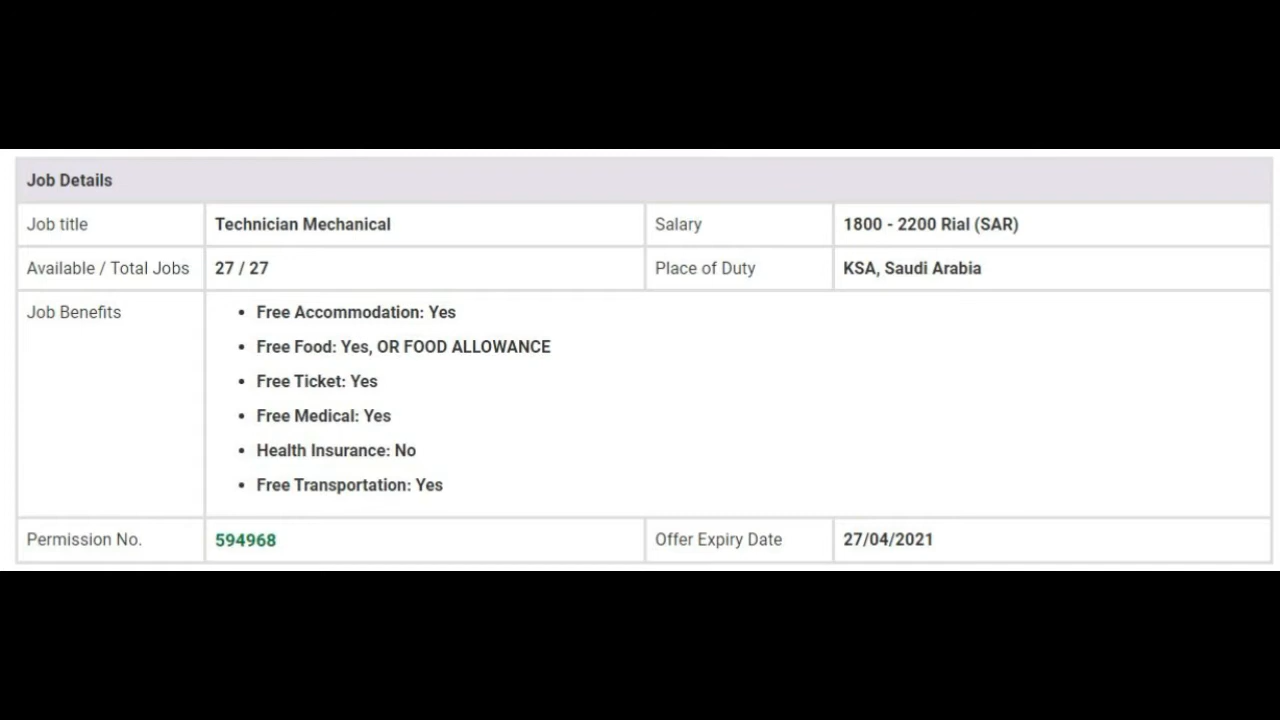 Job Details
Job title Technician Mechanical Salary 1800 - 2200 Rial (SAR)
Available / Total Jobs 27 / 27 Place of Duty KSA, Saudi Arabia
Job Benefits • Free Accommodation: Yes
• Free Food: Yes, OR FOOD ALLOWANCE
• Free Ticket: Yes
• Free Medical: Yes
• Health Insurance: No
• Free Transportation: Yes
Permission No. 594968 Offer Expiry Date 27/04/2021